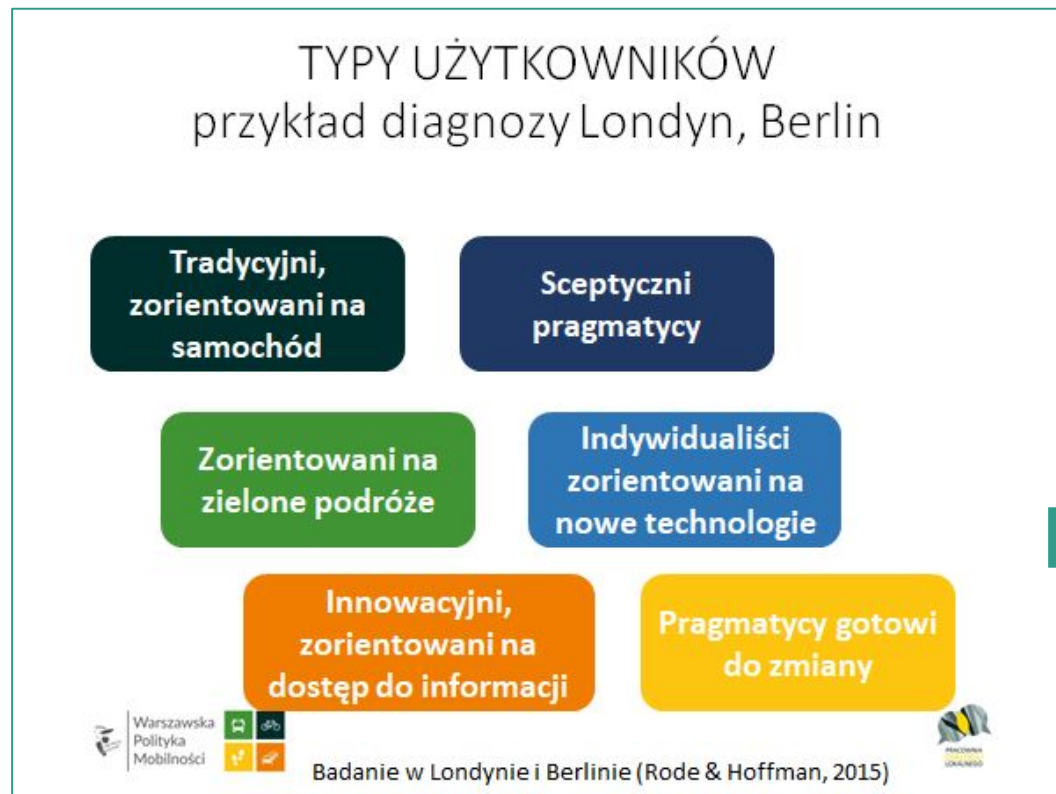 TYPY UŻYTKOWNIKÓW
przykład diagnozy Londyn, Berlin
Tradycyjni,
zorientowani na
samochód
Sceptyczni
pragmatycy
Zorientowani na
zielone podróże
Indywidualiści
zorientowani na
nowe technologie
Innowacyjni,
zorientowani na
dostęp do informacji
Pragmatycy gotowi
do zmiany
Warszawska
Polityka
Mobilności
Badanie w Londynie i Berlinie (Rode & Hoffman, 2015)
PRACOWNIA
LOKALNEGO